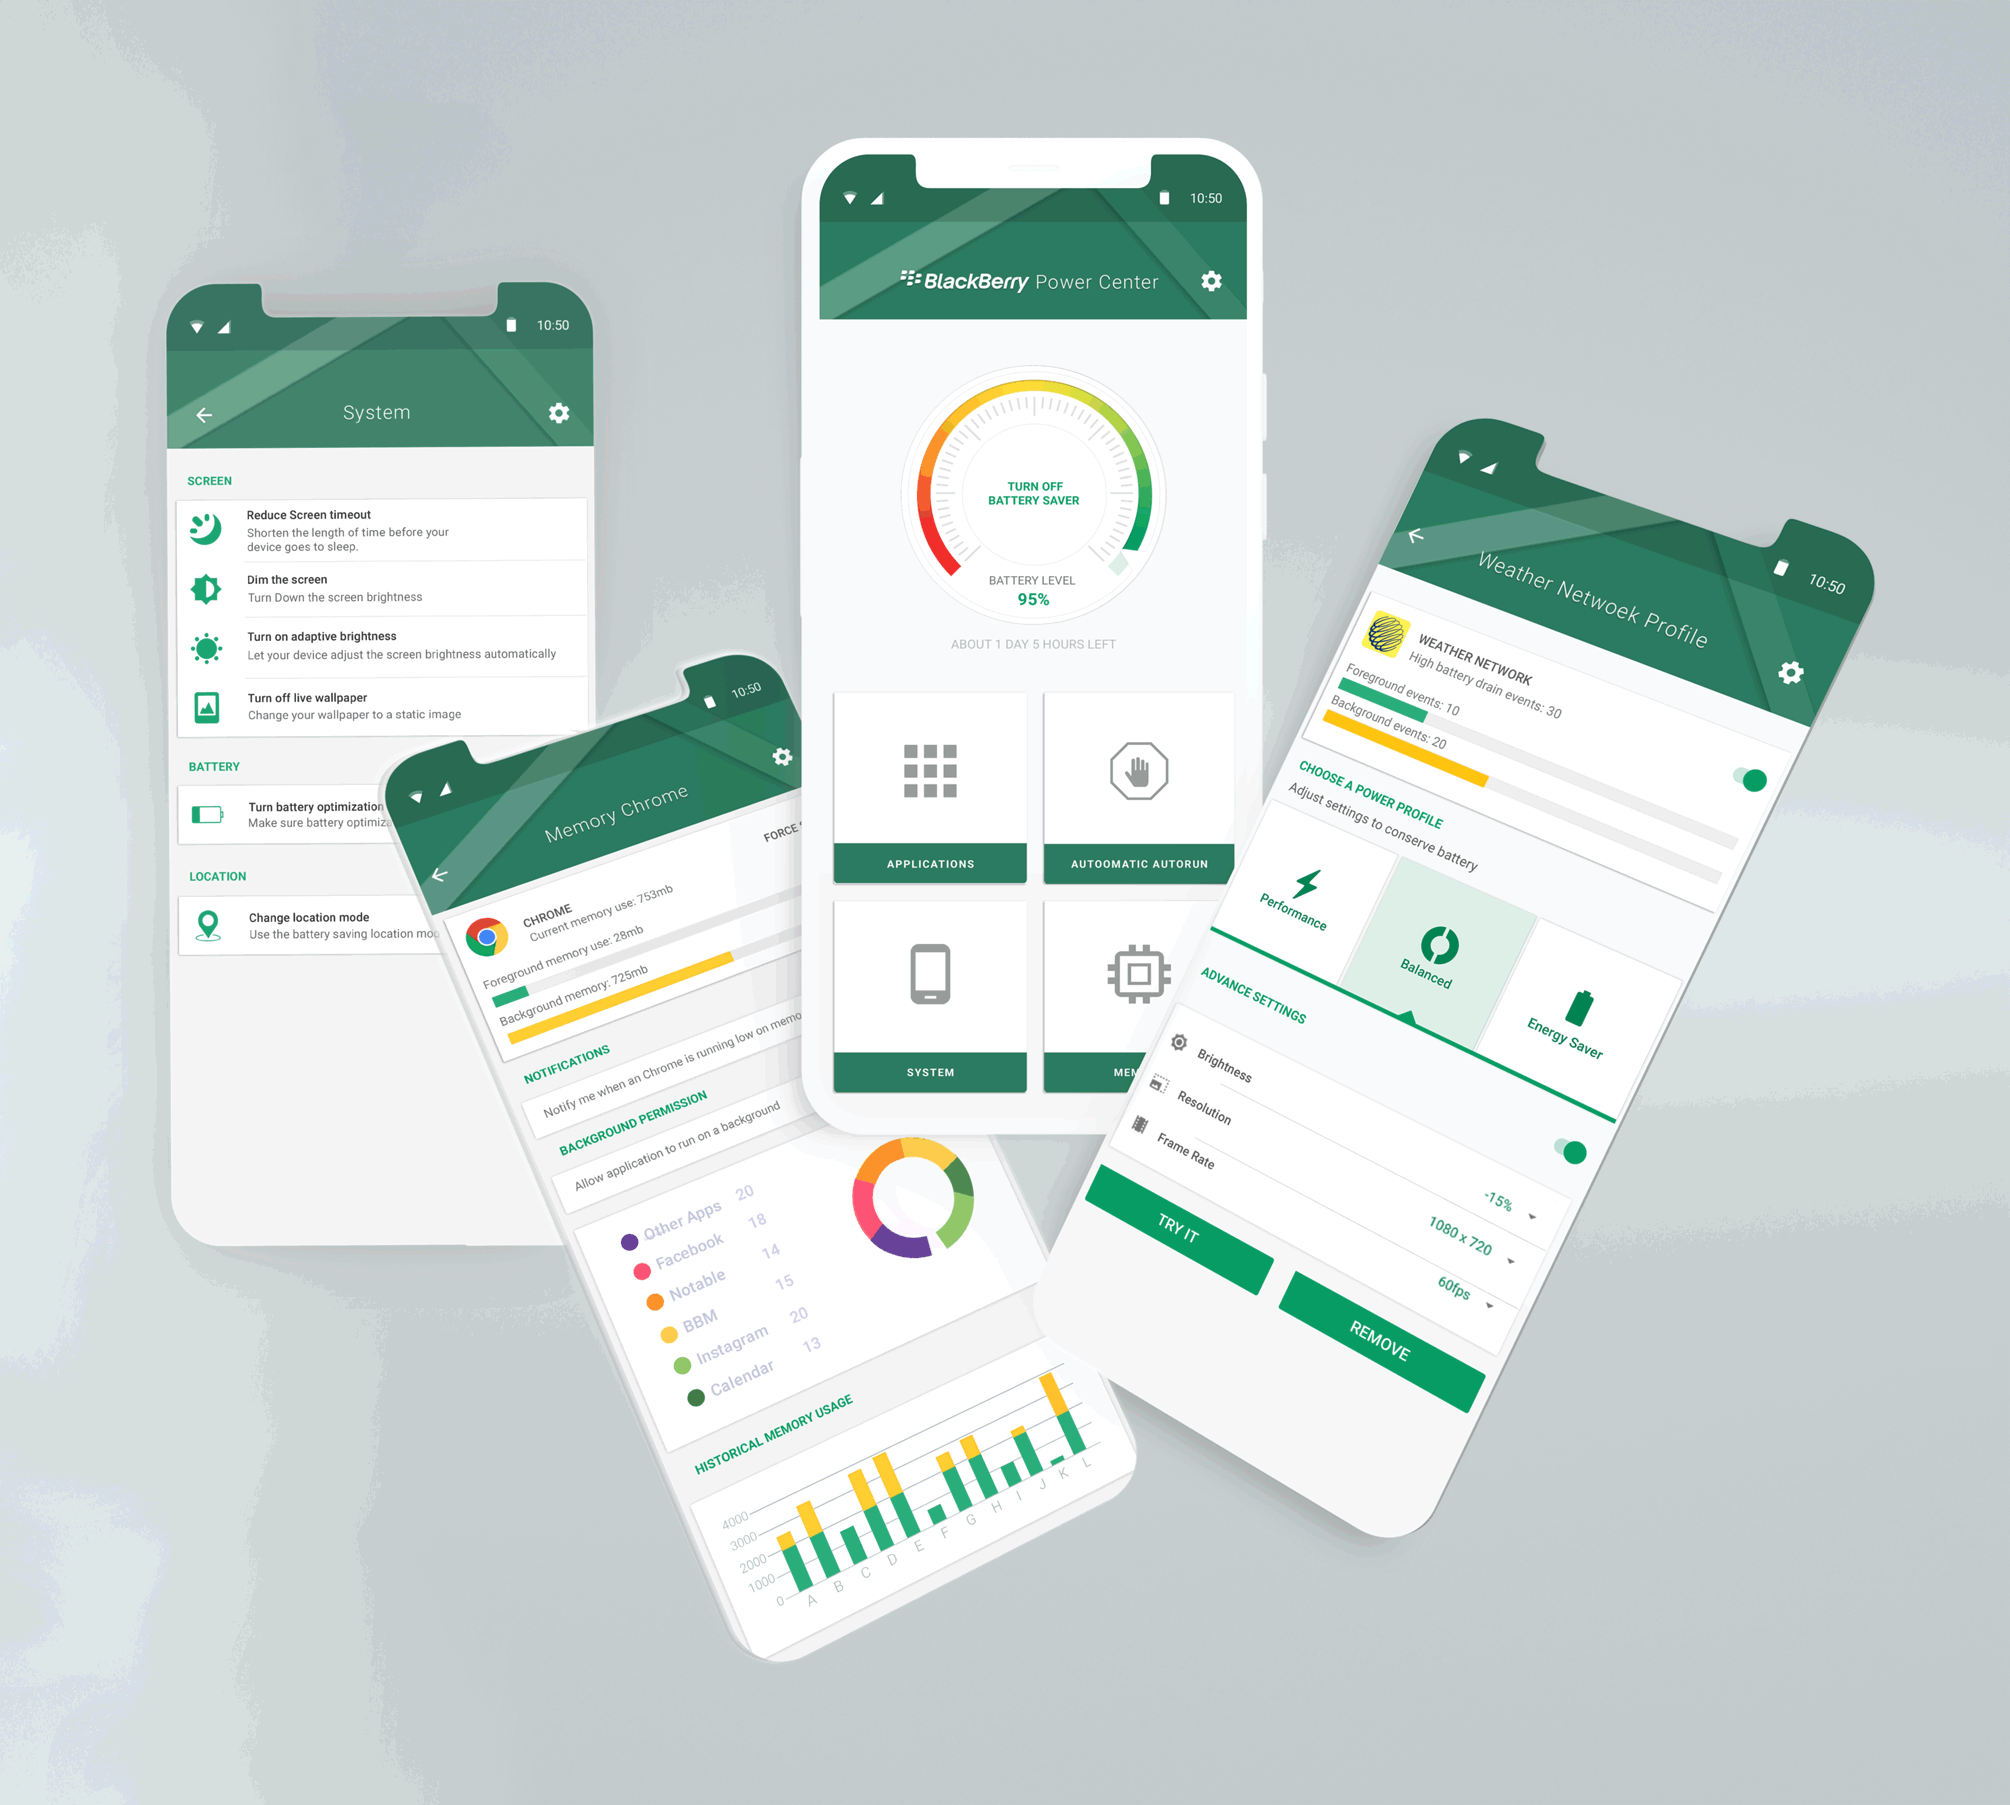 10:50
System
SCREEN
Reduce Screen timeout
Shorten the length of time before your
device goes to sleep.
Dim the screen
Turn Down the screen brightness
Turn on adaptive brightness
Let your device adjust the screen brightness automatically
Turn off live wallpaper
Change your wallpaper to a static image
BATTERY
Turn battery optimization
Make sure battery
LOCATION
Change location mode
Use the battery saving location
10:50
Memory Chrome
FORCE
CHROME
Current memory use: 753mb
Foreground memory use: 28mb
Background memory: 725mb
NOTIFICATIONS
Notify me when an Chrome is running low on
BACKGROUND PERMISSION
Allow application to run on a background
Other Apps 20
Facebook 18
Notable 14
BBM 15
Instagram 20
Calendar 13
HISTORICAL MEMORY USAGE
4000
3000
2000
1000
0
A B C D E F G H I J K L
10:50
BlackBerry Power Center
TURN OFF
BATTERY SAVER
BATTERY LEVEL
95%
ABOUT 1 DAY 5 HOURS LEFT
APPLICATIONS
AUTOOMATIC AUTORUN
SYSTEM
10:50
Weather Netwoek Profile
WEATHER NETWORK
High battery drain events: 30
Foreground events: 10
Background events: 20
CHOOSE A POWER PROFILE
Adjust settings to conserve battery
Performance
Balanced
Energy Saver
ADVANCE SETTINGS
Brightness
-15%
Resolution
1080 x 720
Frame Rate
60fps
TRY IT
REMOVE